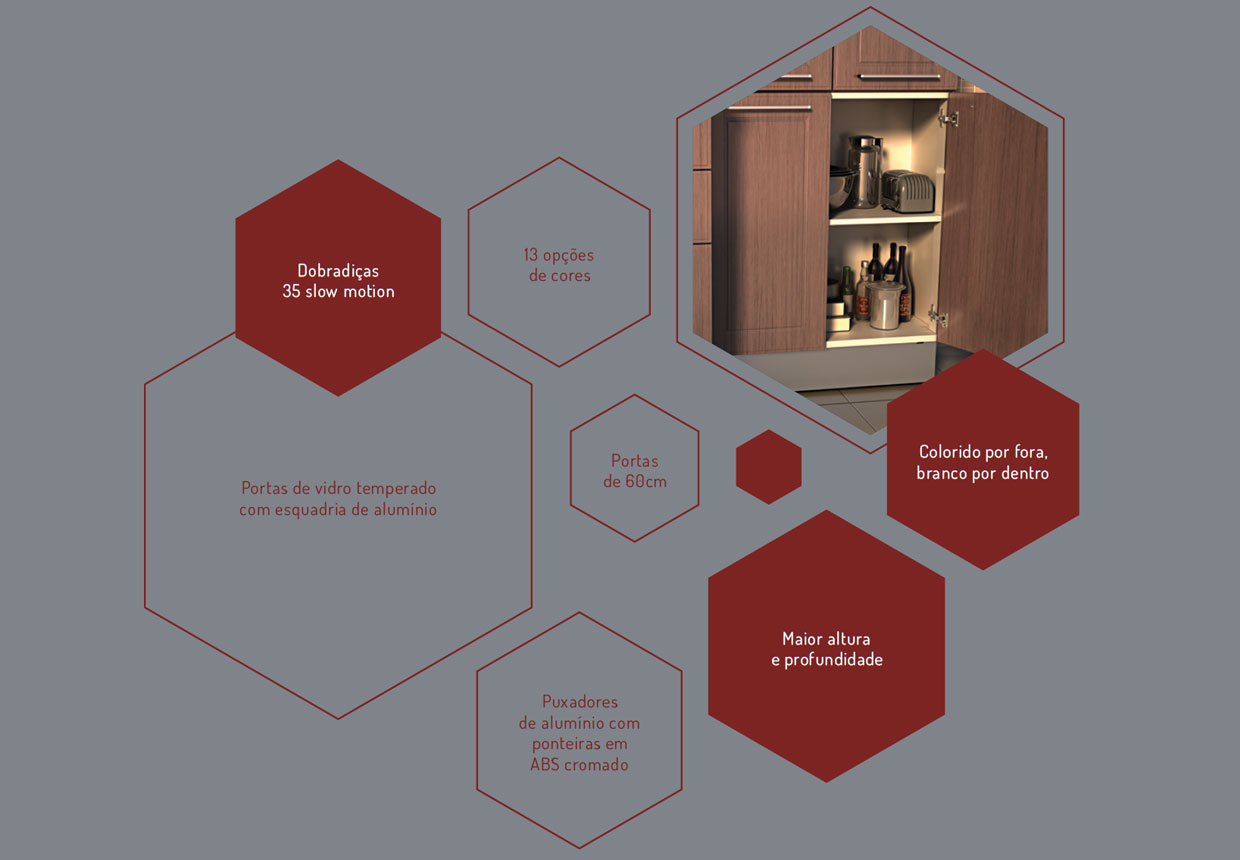 Dobradiças
35 slow motion
13 opções
de cores
Colorido por fora,
branco por dentro
Portas
de 60cm
Portas de vidro temperado
com esquadria de alumínio
Maior altura
e profundidade
Puxadores
de alumínio com
ponteiras em
ABS cromado